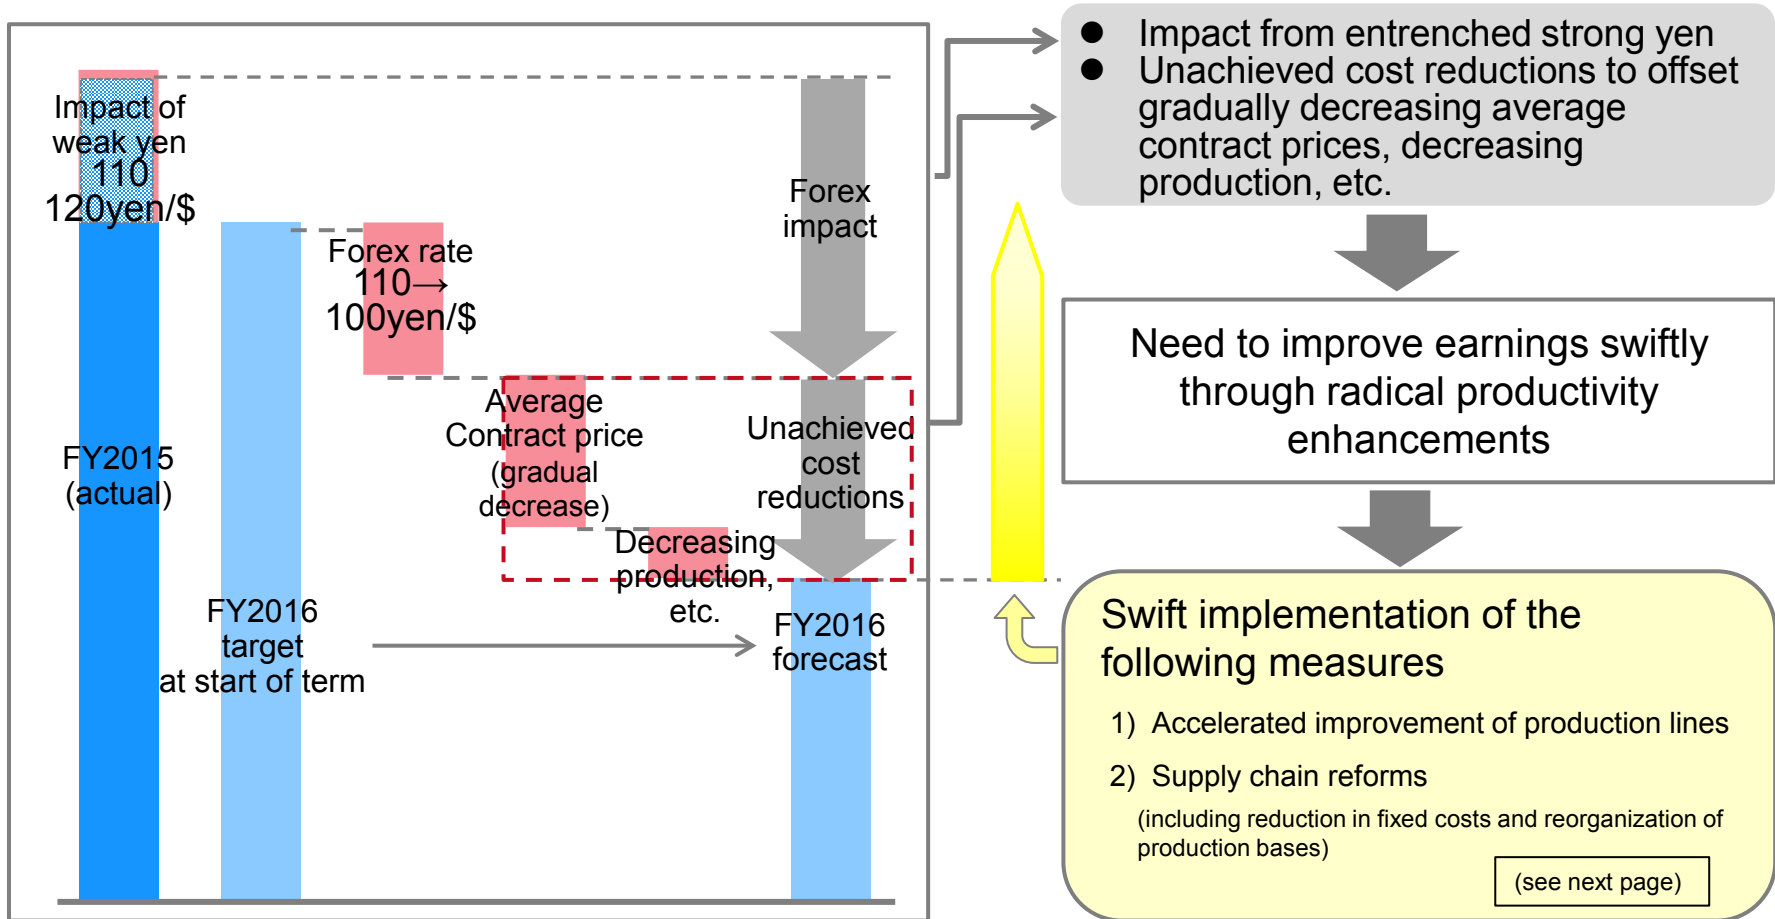 Impact of
weak yen
110
120yen/$
FY2015
(actual)
FY2016
target
at start of term
Forex rate
110→
100yen/$
Average
Contract price
(gradual
decrease)
Decreasing
production,
etc.
Forex
impact
Unachieved
cost
reductions
FY2016
forecast
● Impact from entrenched strong yen
● Unachieved cost reductions to offset
gradually decreasing average
contract prices, decreasing
production, etc.
Need to improve earnings swiftly
through radical productivity
enhancements
Swift implementation of the
following measures
1) Accelerated improvement of production lines
2) Supply chain reforms
(including reduction in fixed costs and reorganization of
production bases)
(see next page)